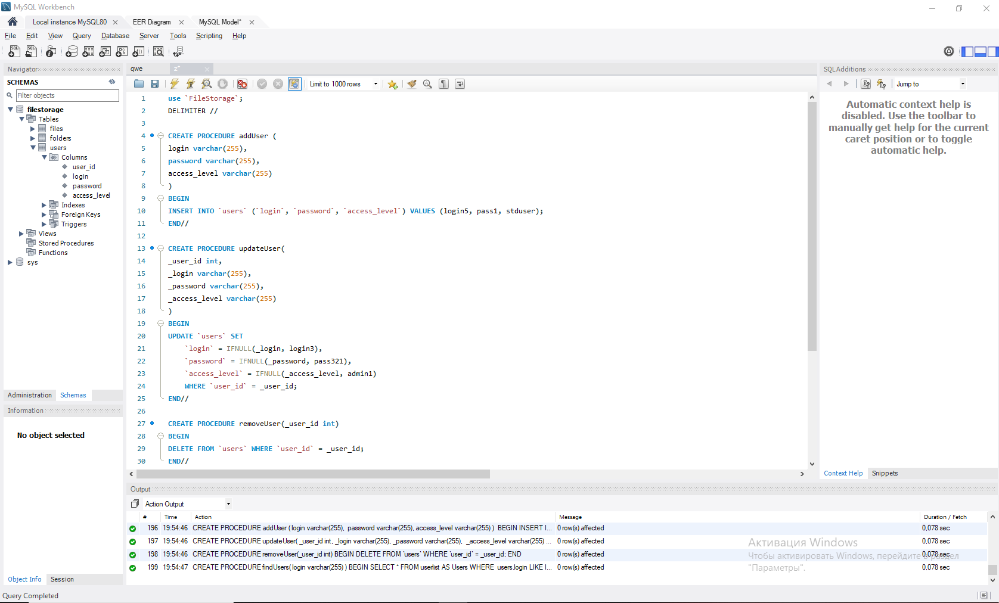 MySQL Workbench
Local instance MySQL80
EER Diagram
MySQL Model*
File Edit View Query Database Server Tools Scripting Help
Navigator
SCHEMAS
Filter objects
filestorage
Tables
files
folders
users
Columns
user_id
login
password
access_level
Indexes
Foreign Keys
Triggers
Views
Stored Procedures
Functions
sys
Administration Schemas
Information
No object selected
Object Info Session
qwe z*
Limit to 1000 rows
1 use `FileStorage`;
2 DELIMITER //
3
4 CREATE PROCEDURE addUser (
5 login varchar(255),
6 password varchar(255),
7 access_level varchar(255)
8 )
9 BEGIN
10 INSERT INTO `users` (`login`, `password`, `access_level`) VALUES (login5, pass1, stduser);
11 END//
12
13 CREATE PROCEDURE updateUser(
14 _user_id int,
15 _login varchar(255),
16 _password varchar(255),
17 _access_level varchar(255)
18 )
19 BEGIN
20 UPDATE `users` SET
21 `login` = IFNULL(_login, login3),
22 `password` = IFNULL(_password, pass321),
23 `access_level` = IFNULL(_access_level, admin1)
24 WHERE `user_id` = _user_id;
25 END//
26
27 CREATE PROCEDURE removeUser(_user_id int)
28 BEGIN
29 DELETE FROM `users` WHERE `user_id` = _user_id;
30 END//
SQLAdditions
Jump to
Automatic context help is
disabled. Use the toolbar to
manually get help for the current
caret position or to toggle
automatic help.
Context Help Snippets
Output
Action Output
# Time Action Message Duration / Fetch
196 19:54:46 CREATE PROCEDURE addUser ( login varchar(255), password varchar(255), access_level varchar(255) ) BEGIN INSERT I... 0 row(s) affected 0,078 sec
197 19:54:46 CREATE PROCEDURE updateUser( _user_id int, _login varchar(255), _password varchar(255), _access_level varchar(255) ... 0 row(s) affected 0,078 sec
198 19:54:46 CREATE PROCEDURE removeUser(_user_id int) BEGIN DELETE FROM `users` WHERE `user_id` = _user_id; END 0 row(s) affected 0,078 sec
199 19:54:47 CREATE PROCEDURE findUsers( login varchar(255) ) BEGIN SELECT * FROM userlist AS Users WHERE users.login LIKE l... 0 row(s) affected 0,078 sec
Активация Windows
Чтобы активировать Windows, перейдите в раздел
"Параметры".
Query Completed